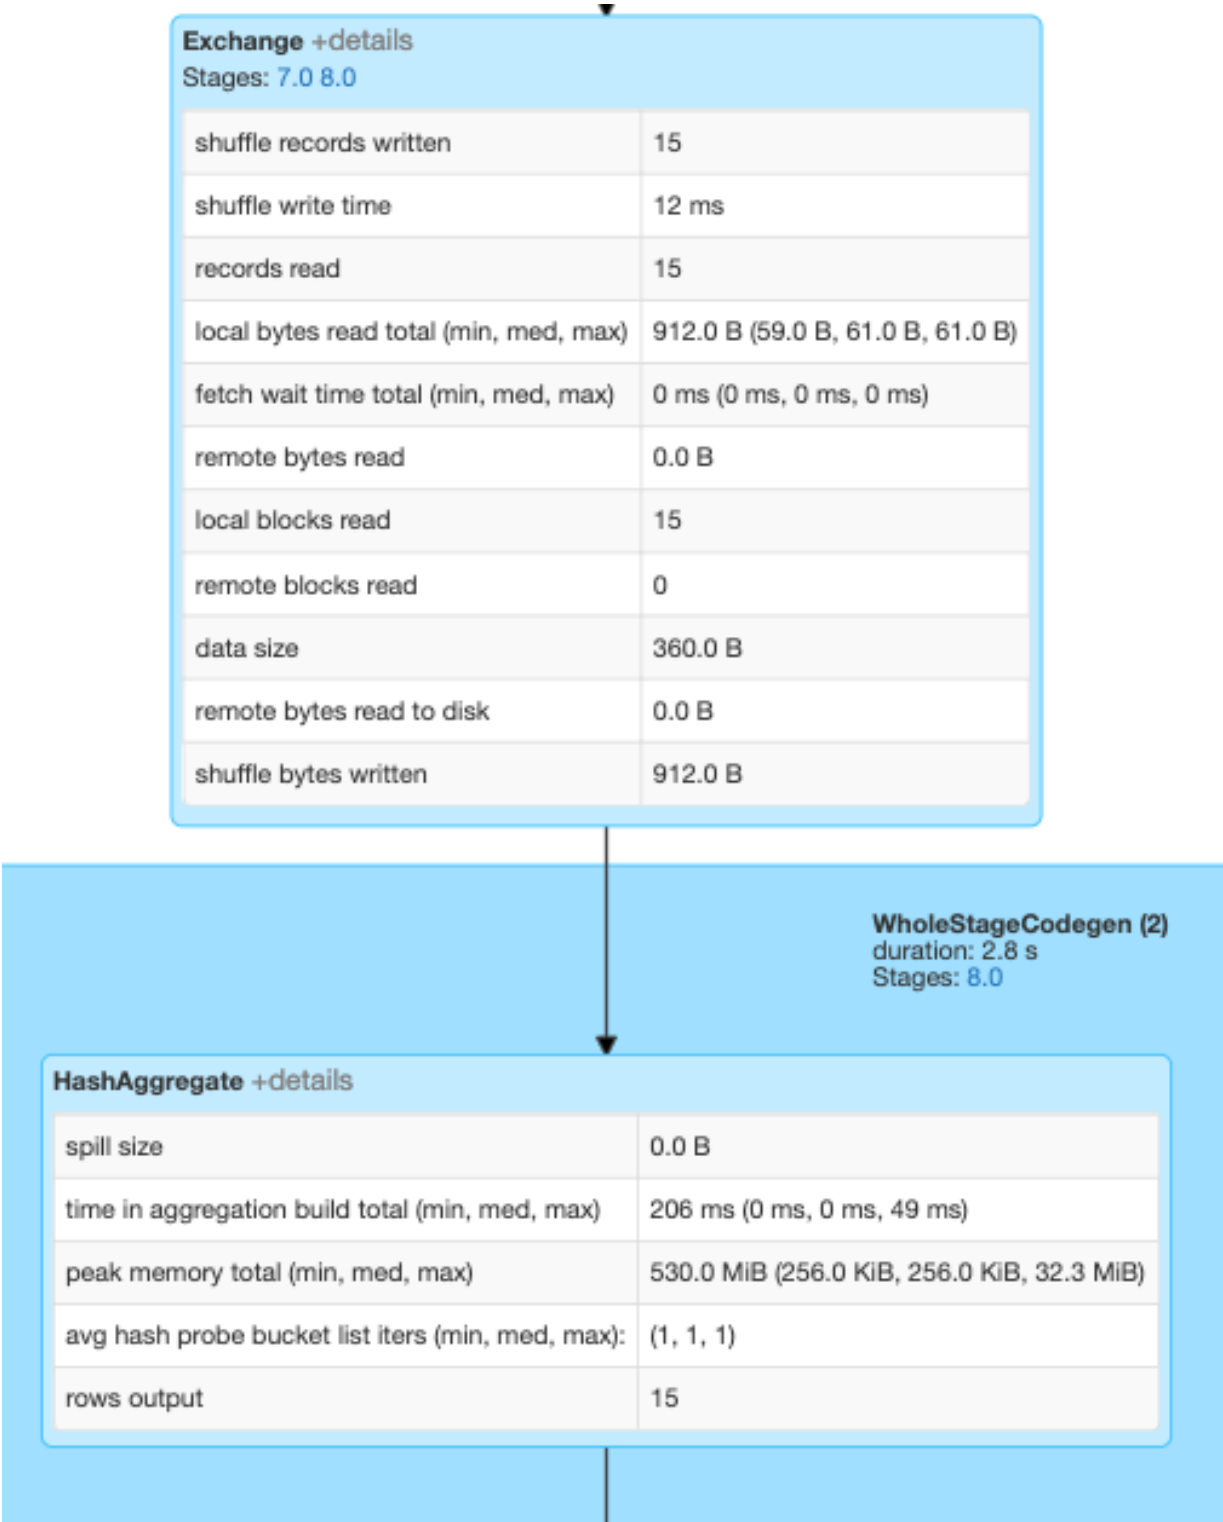 Exchange +details
Stages: 7.0 8.0
shuffle records written 15
shuffle write time 12 ms
records read 15
local bytes read total (min, med, max) 912.0 B (59.0 B, 61.0 B, 61.0 B)
fetch wait time total (min, med, max) 0 ms (0 ms, 0 ms, 0 ms)
remote bytes read 0.0 B
local blocks read 15
remote blocks read 0
data size 360.0 B
remote bytes read to disk 0.0 B
shuffle bytes written 912.0 B
WholeStageCodegen (2)
duration: 2.8 s
Stages: 8.0
HashAggregate +details
spill size 0.0 B
time in aggregation build total (min, med, max) 206 ms (0 ms, 0 ms, 49 ms)
peak memory total (min, med, max) 530.0 MiB (256.0 KiB, 256.0 KiB, 32.3 MiB)
avg hash probe bucket list iters (min, med, max): (1, 1, 1)
rows output 15